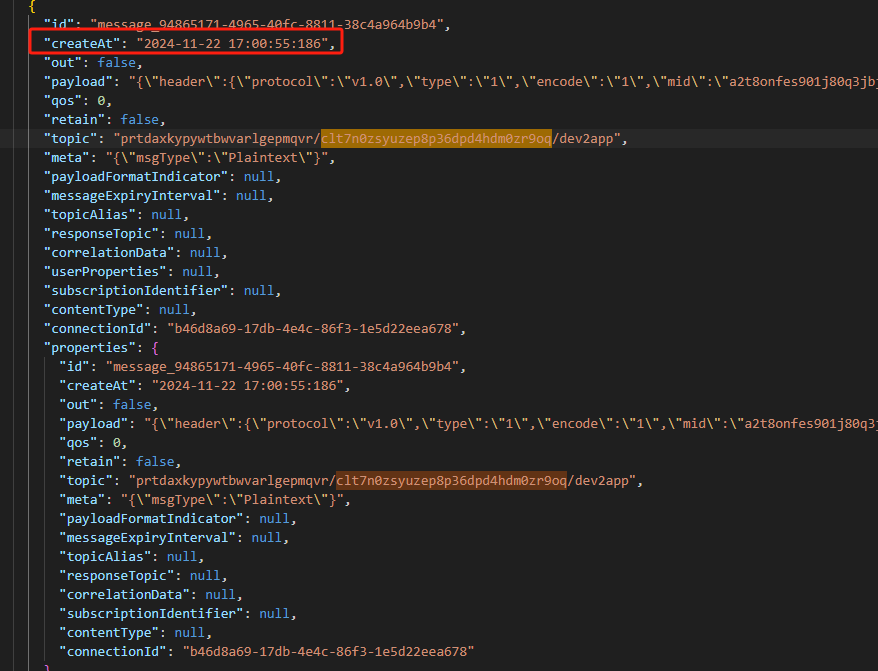 {
"id": "message_94865171-4965-40fc-8811-38c4a964b9b4",
"createAt": "2024-11-22 17:00:55:186",
"out": false,
"payload": "{\"header\":{\"protocol\":\"v1.0\",\"type\":\"1\",\"encode\":\"1\",\"mid\":\"a2t8onfes901j80q3jb
"qos": 0,
"retain": false,
"topic": "prtdaxkypywtbwvarlgepmqvr/clt7n0zsyuzep8p36dpd4hdm0zr9oq/dev2app",
"meta": "{\"msgType\":\"Plaintext\"}",
"payloadFormatIndicator": null,
"messageExpiryInterval": null,
"topicAlias": null,
"responseTopic": null,
"correlationData": null,
"userProperties": null,
"subscriptionIdentifier": null,
"contentType": null,
"connectionId": "b46d8a69-17db-4e4c-86f3-1e5d22eea678",
"properties": {
"id": "message_94865171-4965-40fc-8811-38c4a964b9b4",
"createAt": "2024-11-22 17:00:55:186",
"out": false,
"payload": "{\"header\":{\"protocol\":\"v1.0\",\"type\":\"1\",\"encode\":\"1\",\"mid\":\"a2t8onfes901j80q3
"qos": 0,
"retain": false,
"topic": "prtdaxkypywtbwvarlgepmqvr/clt7n0zsyuzep8p36dpd4hdm0zr9oq/dev2app",
"meta": "{\"msgType\":\"Plaintext\"}",
"payloadFormatIndicator": null,
"messageExpiryInterval": null,
"topicAlias": null,
"responseTopic": null,
"correlationData": null,
"subscriptionIdentifier": null,
"contentType": null,
"connectionId": "b46d8a69-17db-4e4c-86f3-1e5d22eea678"
}